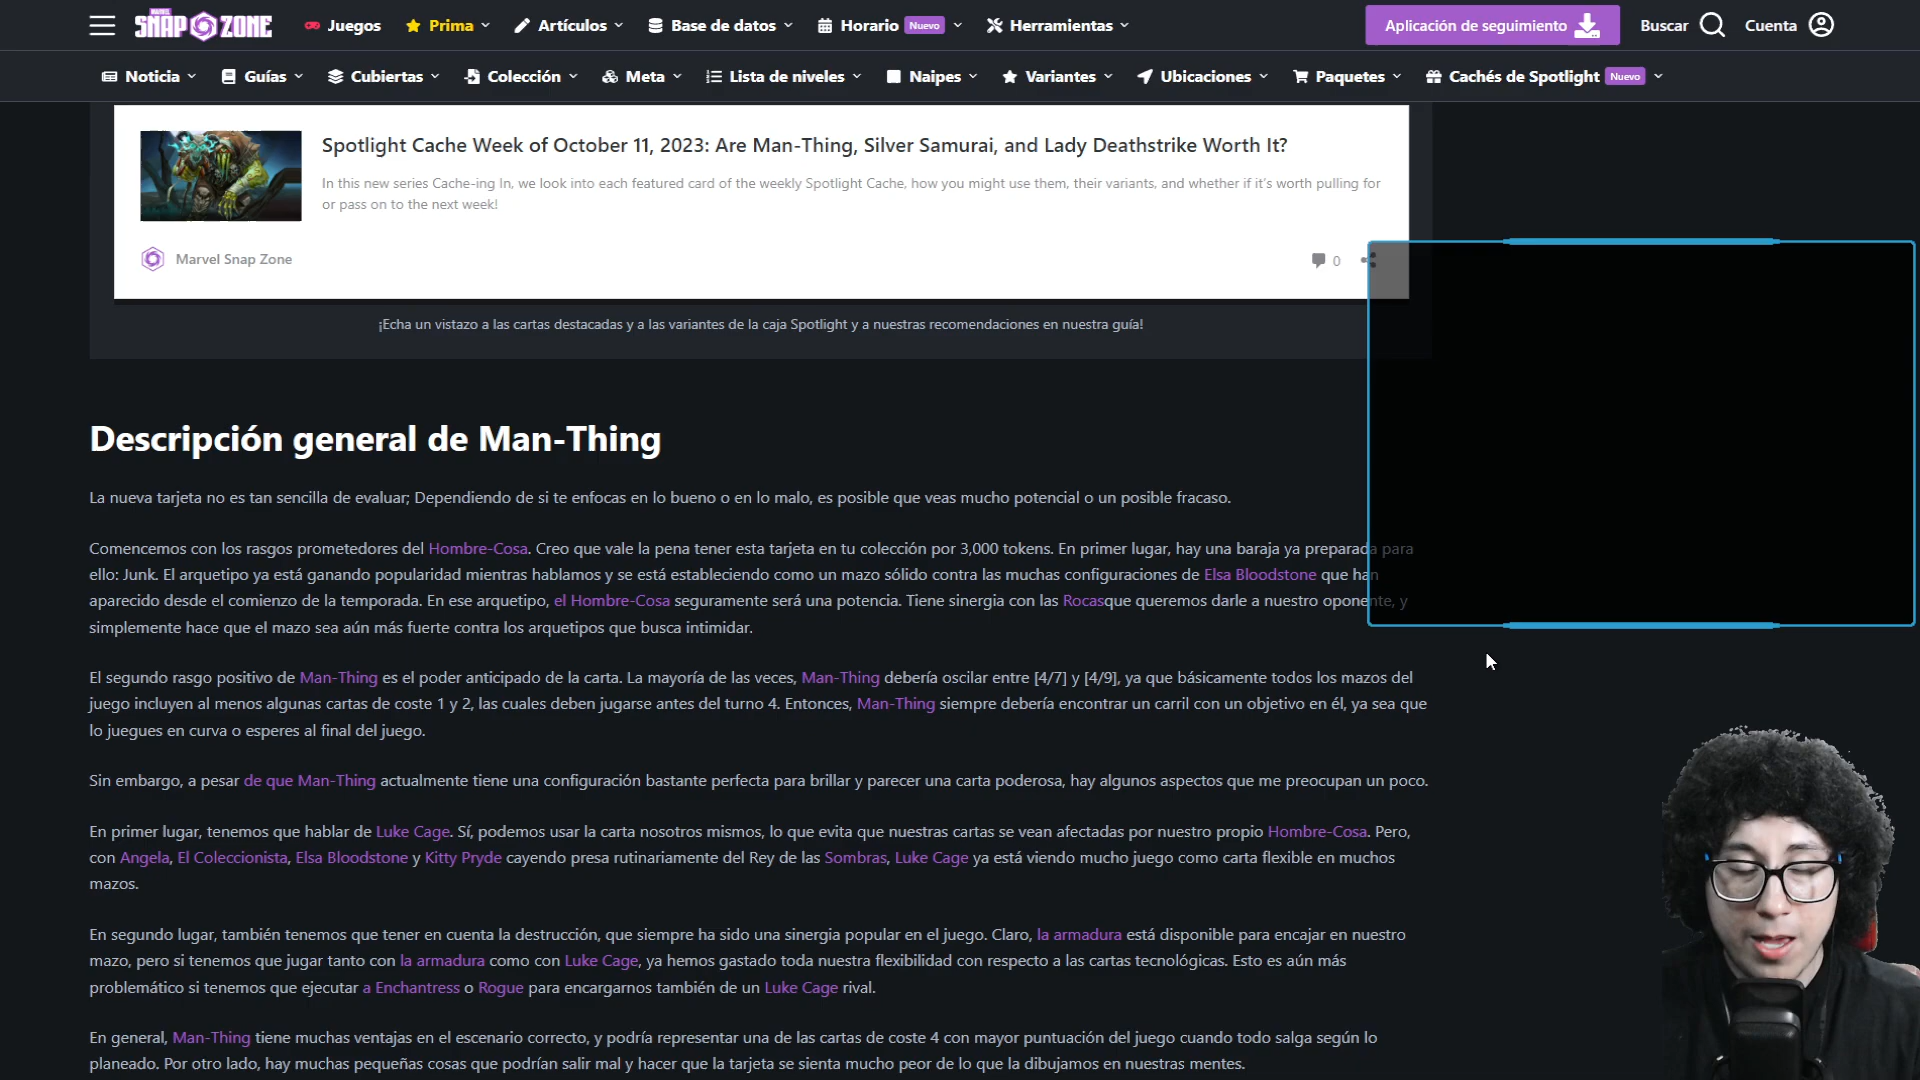 MARVEL
SNAP ZONE
Juegos
Prima
Artículos
Base de datos
Horario Nuevo
Herramientas
Aplicación de seguimiento
Buscar
Cuenta
Noticia
Guías
Cubiertas
Colección
Meta
Lista de niveles
Naipes
Variantes
Ubicaciones
Paquetes
Cachés de Spotlight Nuevo
Spotlight Cache Week of October 11, 2023: Are Man-Thing, Silver Samurai, and Lady Deathstrike Worth It?
In this new series Cache-ing In, we look into each featured card of the weekly Spotlight Cache, how you might use them, their variants, and whether if it's worth pulling for
or pass on to the next week!
Marvel Snap Zone
0
¡Echa un vistazo a las cartas destacadas y a las variantes de la caja Spotlight y a nuestras recomendaciones en nuestra guía!
Descripción general de Man-Thing
La nueva tarjeta no es tan sencilla de evaluar; Dependiendo de si te enfocas en lo bueno o en lo malo, es posible que veas mucho potencial o un posible fracaso.
Comencemos con los rasgos prometedores del Hombre-Cosa. Creo que vale la pena tener esta tarjeta en tu colección por 3,000 tokens. En primer lugar, hay una baraja ya preparada para
ello: Junk. El arquetipo ya está ganando popularidad mientras hablamos y se está estableciendo como un mazo sólido contra las muchas configuraciones de Elsa Bloodstone que han
aparecido desde el comienzo de la temporada. En ese arquetipo, el Hombre-Cosa seguramente será una potencia. Tiene sinergia con las Rocasque queremos darle a nuestro oponente, y
simplemente hace que el mazo sea aún más fuerte contra los arquetipos que busca intimidar.
El segundo rasgo positivo de Man-Thing es el poder anticipado de la carta. La mayoría de las veces, Man-Thing debería oscilar entre [4/7] y [4/9], ya que básicamente todos los mazos del
juego incluyen al menos algunas cartas de coste 1 y 2, las cuales deben jugarse antes del turno 4. Entonces, Man-Thing siempre debería encontrar un carril con un objetivo en él, ya sea que
lo juegues en curva o esperes al final del juego.
Sin embargo, a pesar de que Man-Thing actualmente tiene una configuración bastante perfecta para brillar y parecer una carta poderosa, hay algunos aspectos que me preocupan un poco.
En primer lugar, tenemos que hablar de Luke Cage. Sí, podemos usar la carta nosotros mismos, lo que evita que nuestras cartas se vean afectadas por nuestro propio Hombre-Cosa. Pero,
con Angela, El Coleccionista, Elsa Bloodstone y Kitty Pryde cayendo presa rutinariamente del Rey de las Sombras, Luke Cage ya está viendo mucho juego como carta flexible en muchos
mazos.
En segundo lugar, también tenemos que tener en cuenta la destrucción, que siempre ha sido una sinergia popular en el juego. Claro, la armadura está disponible para encajar en nuestro
mazo, pero si tenemos que jugar tanto con la armadura como con Luke Cage, ya hemos gastado toda nuestra flexibilidad con respecto a las cartas tecnológicas. Esto es aún más
problemático si tenemos que ejecutar a Enchantress o Rogue para encargarnos también de un Luke Cage rival.
En general, Man-Thing tiene muchas ventajas en el escenario correcto, y podría representar una de las cartas de coste 4 con mayor puntuación del juego cuando todo salga según lo
planeado. Por otro lado, hay muchas pequeñas cosas que podrían salir mal y hacer que la tarjeta se sienta mucho peor de lo que la dibujamos en nuestras mentes.